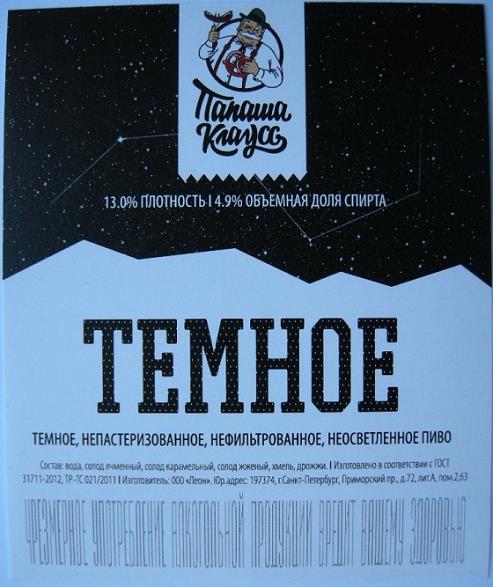 Папаша
Клаусс
13.0% ПЛОТНОСТЬ I 4.9% ОБЪЕМНАЯ ДОЛЯ СПИРТА
ТЕМНОЕ
ТЕМНОЕ, НЕПАСТЕРИЗОВАННОЕ, НЕФИЛЬТРОВАННОЕ, НЕОСВЕТЛЕННОЕ ПИВО
Состав: вода, солод ячменный, солод карамельный, солод жженый, хмель, дрожжи. I Изготовлено в соответствии с ГОСТ
31711-2012, ТР-ТС 021/2011 I Изготовитель: ООО «Леон». Юр.адрес: 197374, г.Санкт-Петербург, Приморский пр., д.72, лит.А, пом.2,63
ЧРЕЗМЕРНОЕ УПОТРЕБЛЕНИЕ АЛКОГОЛЬНОЙ ПРОДУКЦИИ ВРЕДИТ ВАШЕМУ ЗДОРОВЬЮ